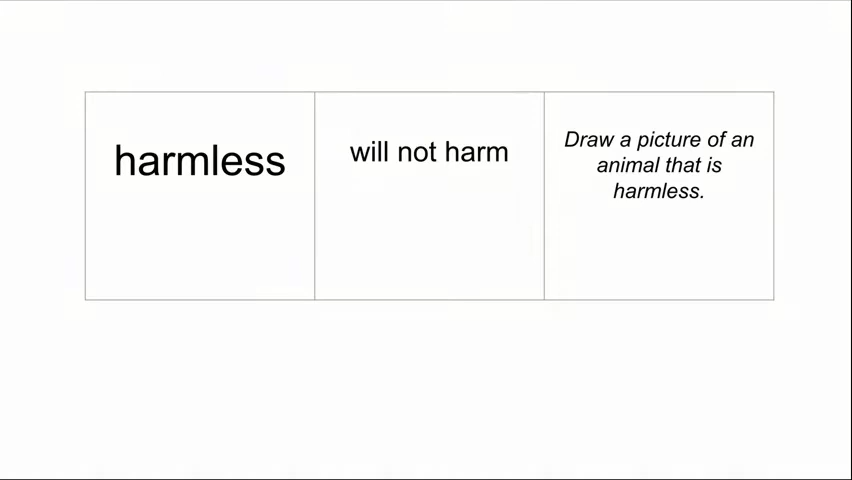 harmless
will not harm
Draw a picture of an
animal that is
harmless.